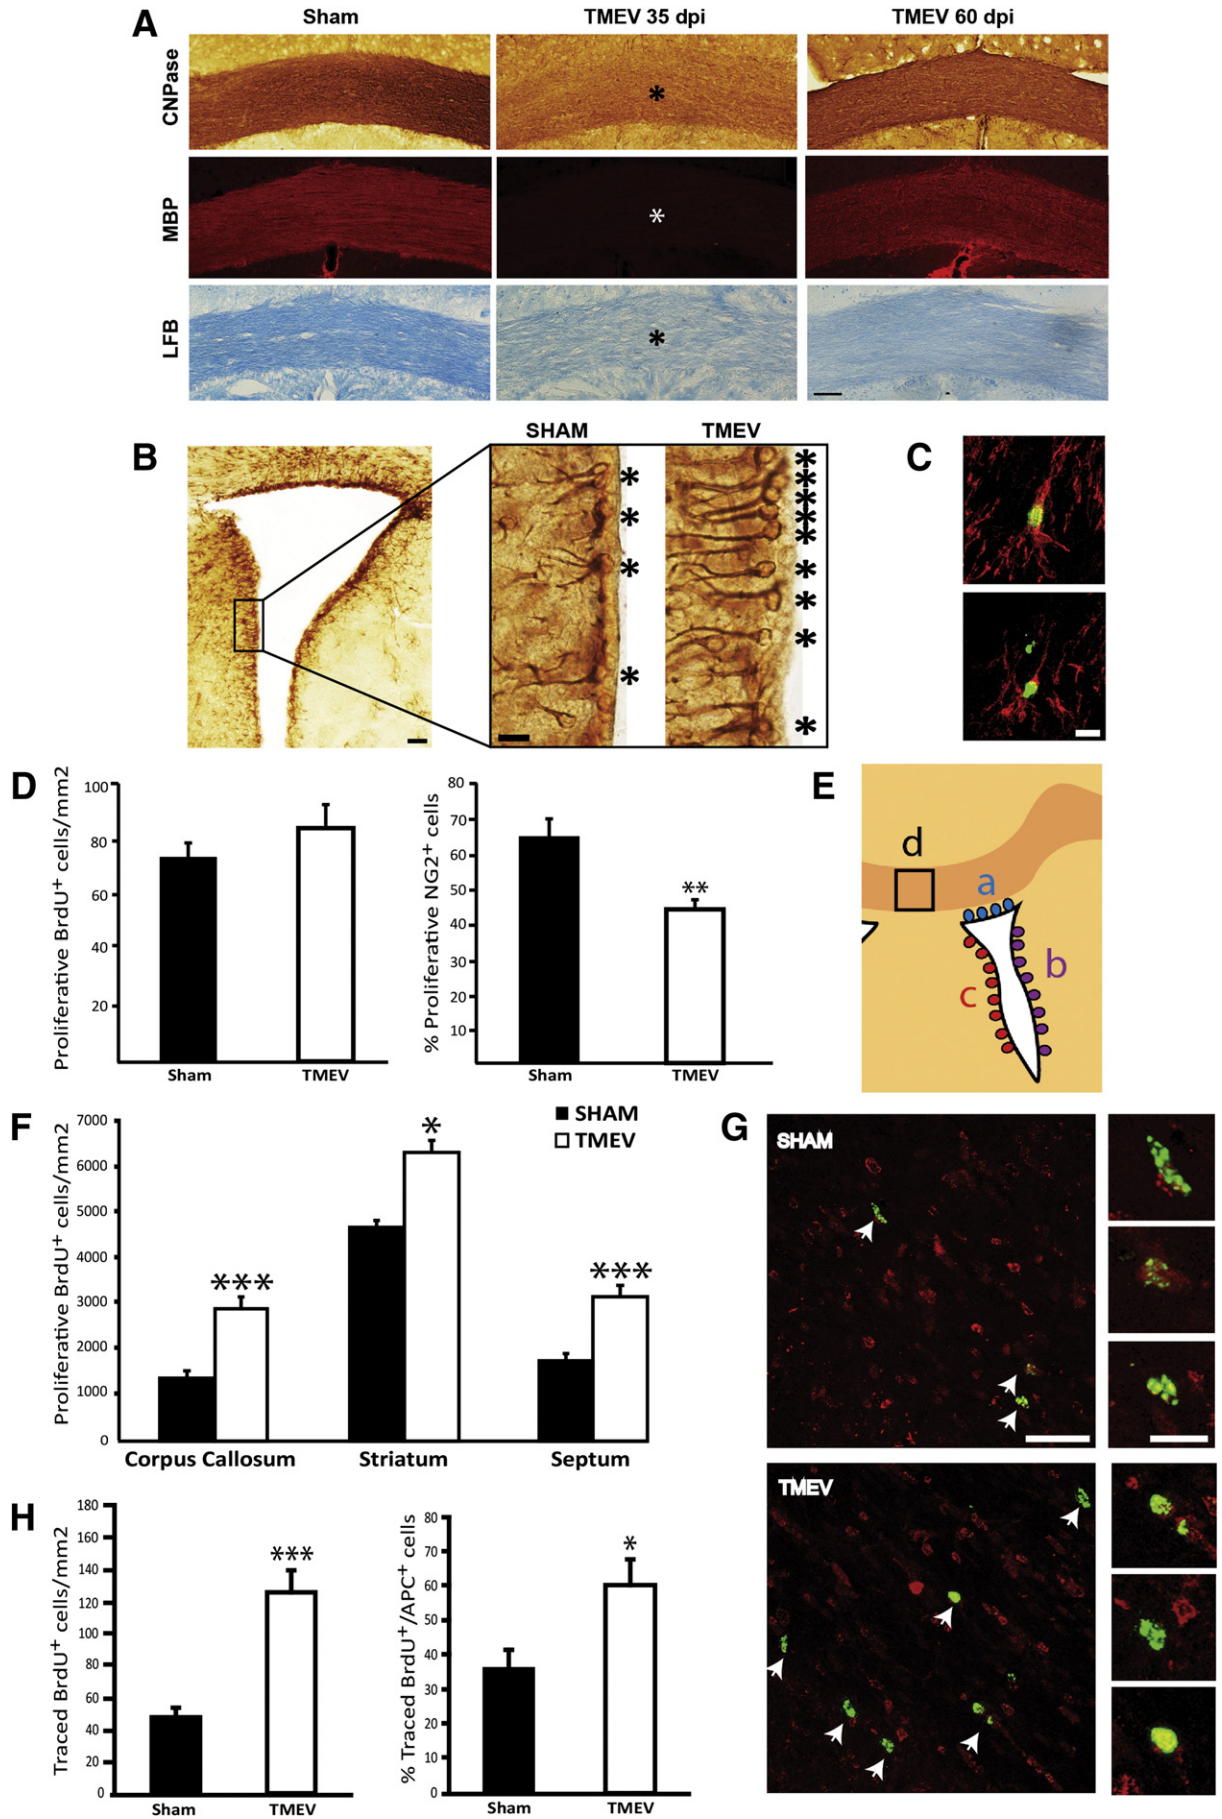 A
Sham
TMEV 35 dpi
TMEV 60 dpi
CNPase
*
MBP
*
LFB
*
B
SHAM
TMEV
C
*
*
*
*
*
*
*
*
*
*
*
*
*
D
Proliferative BrdU+ cells/mm2
100
80
60
40
20
Sham
TMEV
% Proliferative NG2+ cells
80
70
60
50
40
30
20
10
**
Sham
TMEV
E
d
a
b
c
F
Proliferative BrdU+ cells/mm2
7000
6000
5000
4000
3000
2000
1000
0
***
*
***
SHAM
TMEV
Corpus Callosum
Striatum
Septum
G
SHAM
TMEV
H
Traced BrdU+ cells/mm2
180
160
140
120
100
80
60
40
20
0
***
Sham
TMEV
% Traced BrdU+/APC+ cells
80
70
60
50
40
30
20
10
0
*
Sham
TMEV